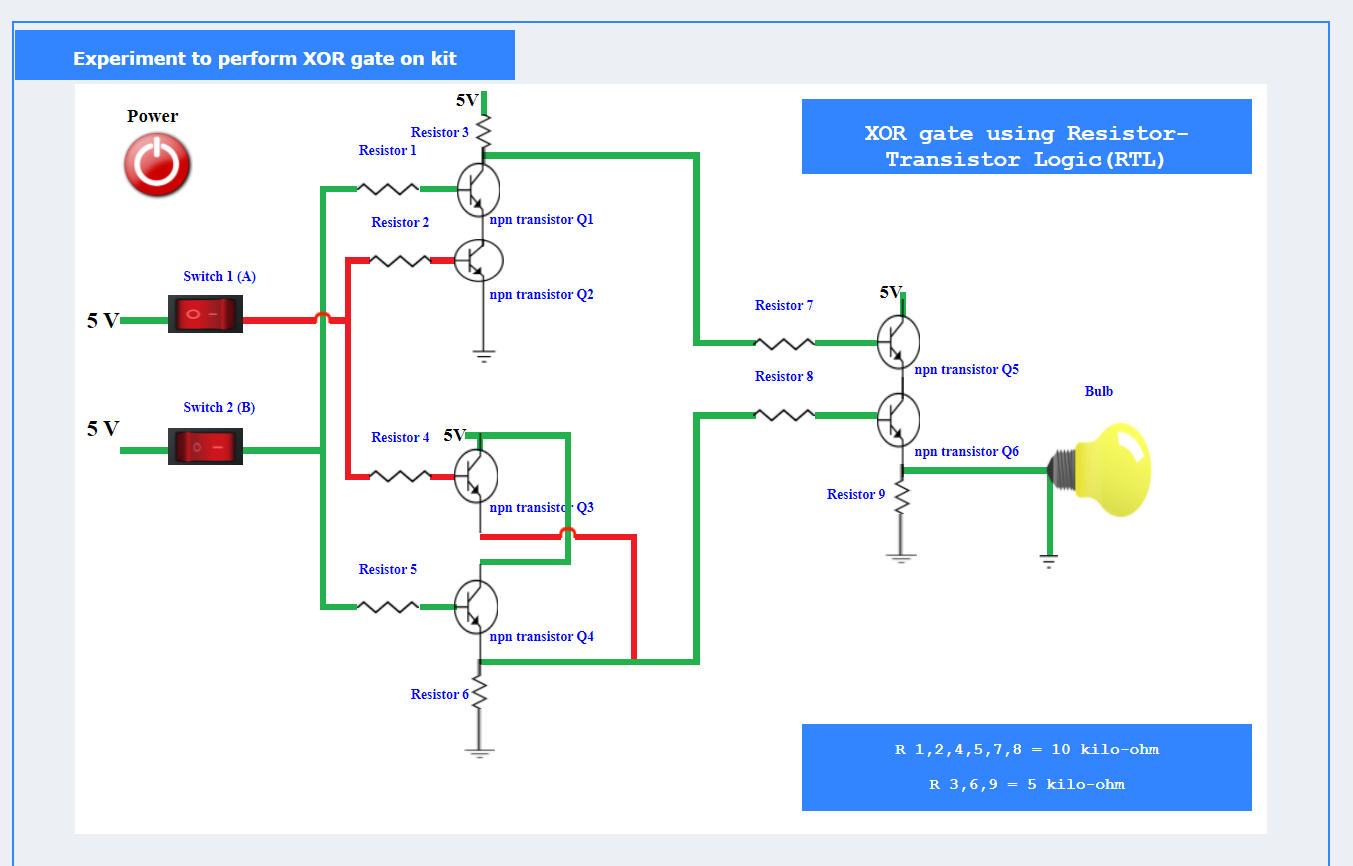 Experiment to perform XOR gate on kit
5V
Power
XOR gate using Resistor-
Transistor Logic(RTL)
Resistor 3
Resistor 1
Resistor 2
npn transistor Q1
Switch 1 (A)
npn transistor Q2
5V
Resistor 7
5 V
npn transistor Q5
Resistor 8
Bulb
Switch 2 (B)
5 V
Resistor 4
5V
npn transistor Q6
Resistor 9
npn transistor Q3
Resistor 5
npn transistor Q4
Resistor 6
R 1,2,4,5,7,8 = 10 kilo-ohm
R 3,6,9 = 5 kilo-ohm